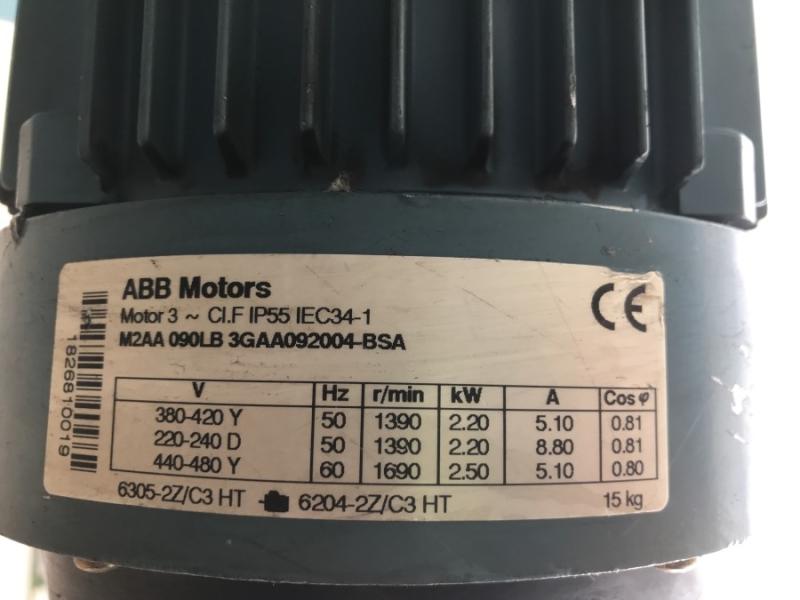 ABB Motors
CE
Motor 3 ~ Cl.F IP55 IEC34-1
M2AA 090LB 3GAA092004-BSA
1826810019
V Hz r/min kW A Cos φ
380-420 Y 50 1390 2.20 5.10 0.81
220-240 D 50 1390 2.20 8.80 0.81
440-480 Y 60 1690 2.50 5.10 0.80
6305-2Z/C3 HT 6204-2Z/C3 HT 15 kg